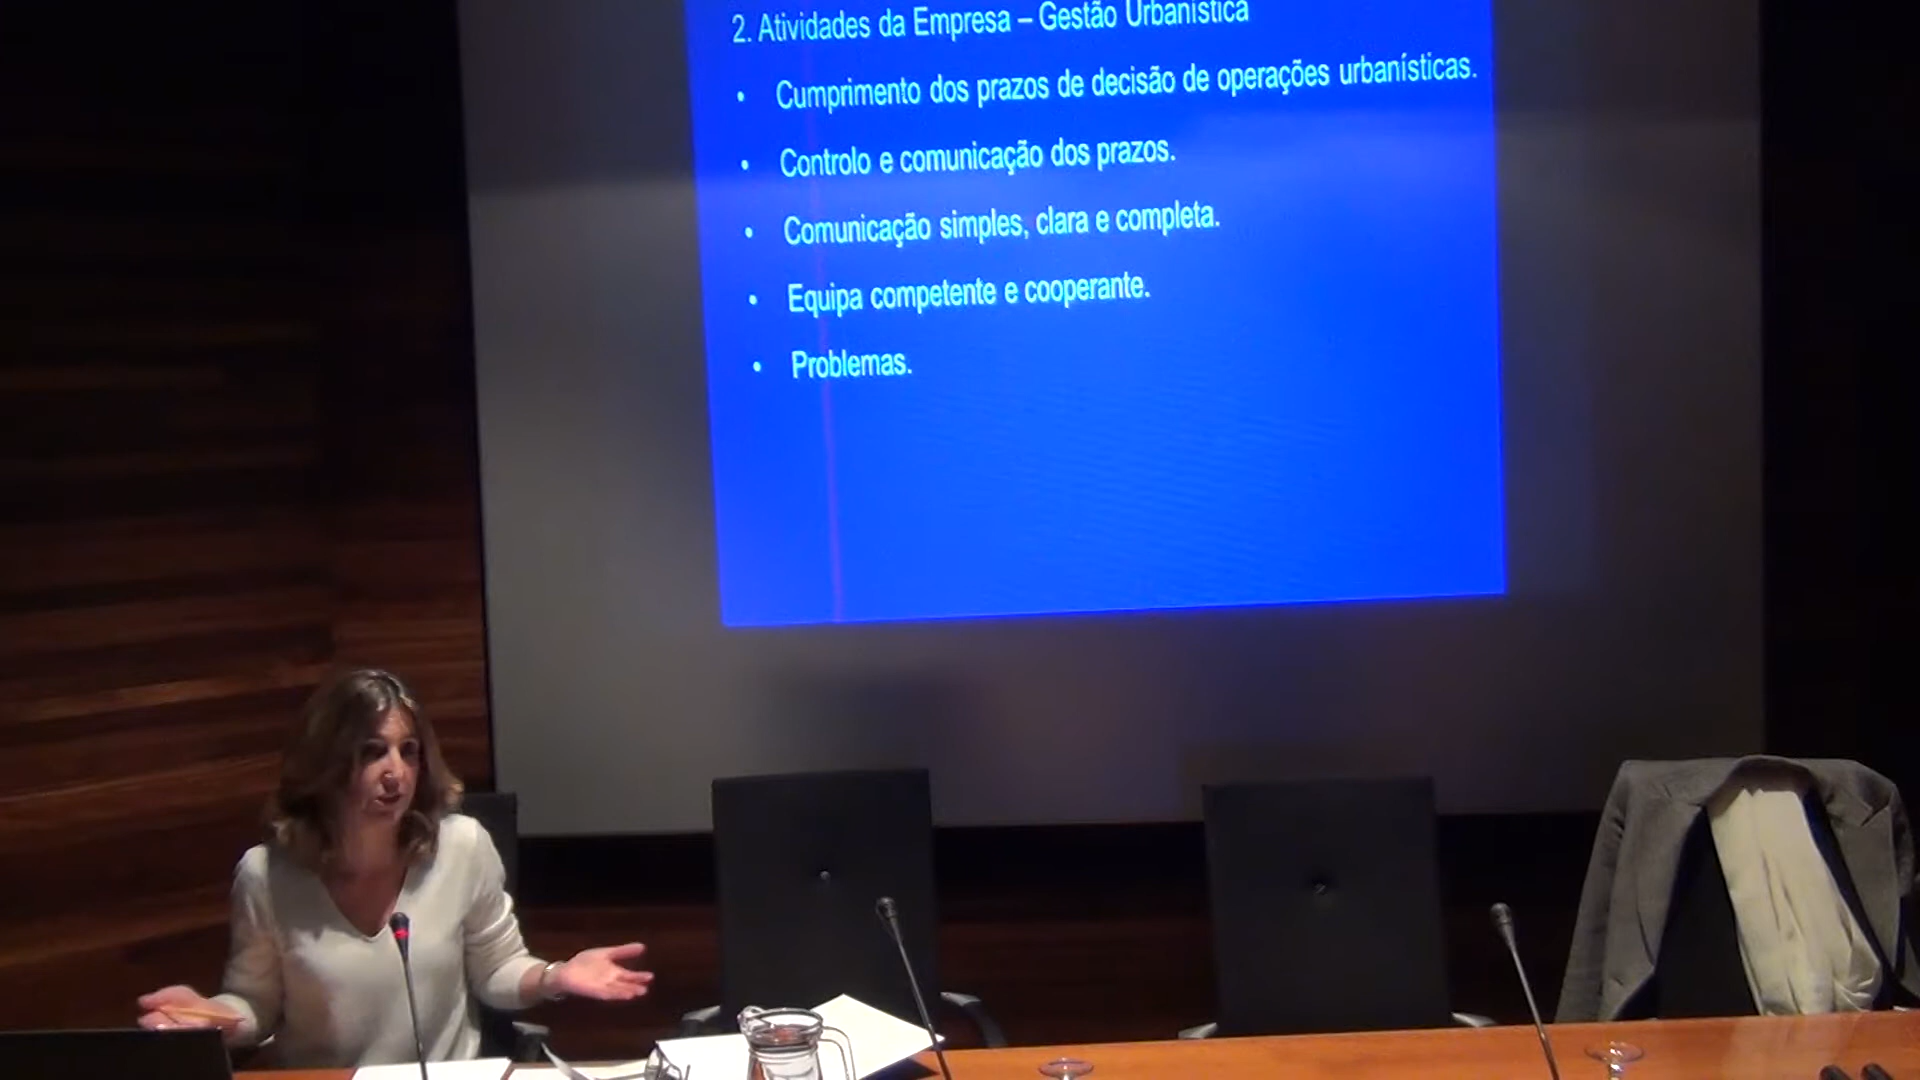 2. Atividades da Empresa – Gestão Urbanística
• Cumprimento dos prazos de decisão de operações urbanísticas.
• Controlo e comunicação dos prazos.
• Comunicação simples, clara e completa.
• Equipa competente e cooperante.
• Problemas.